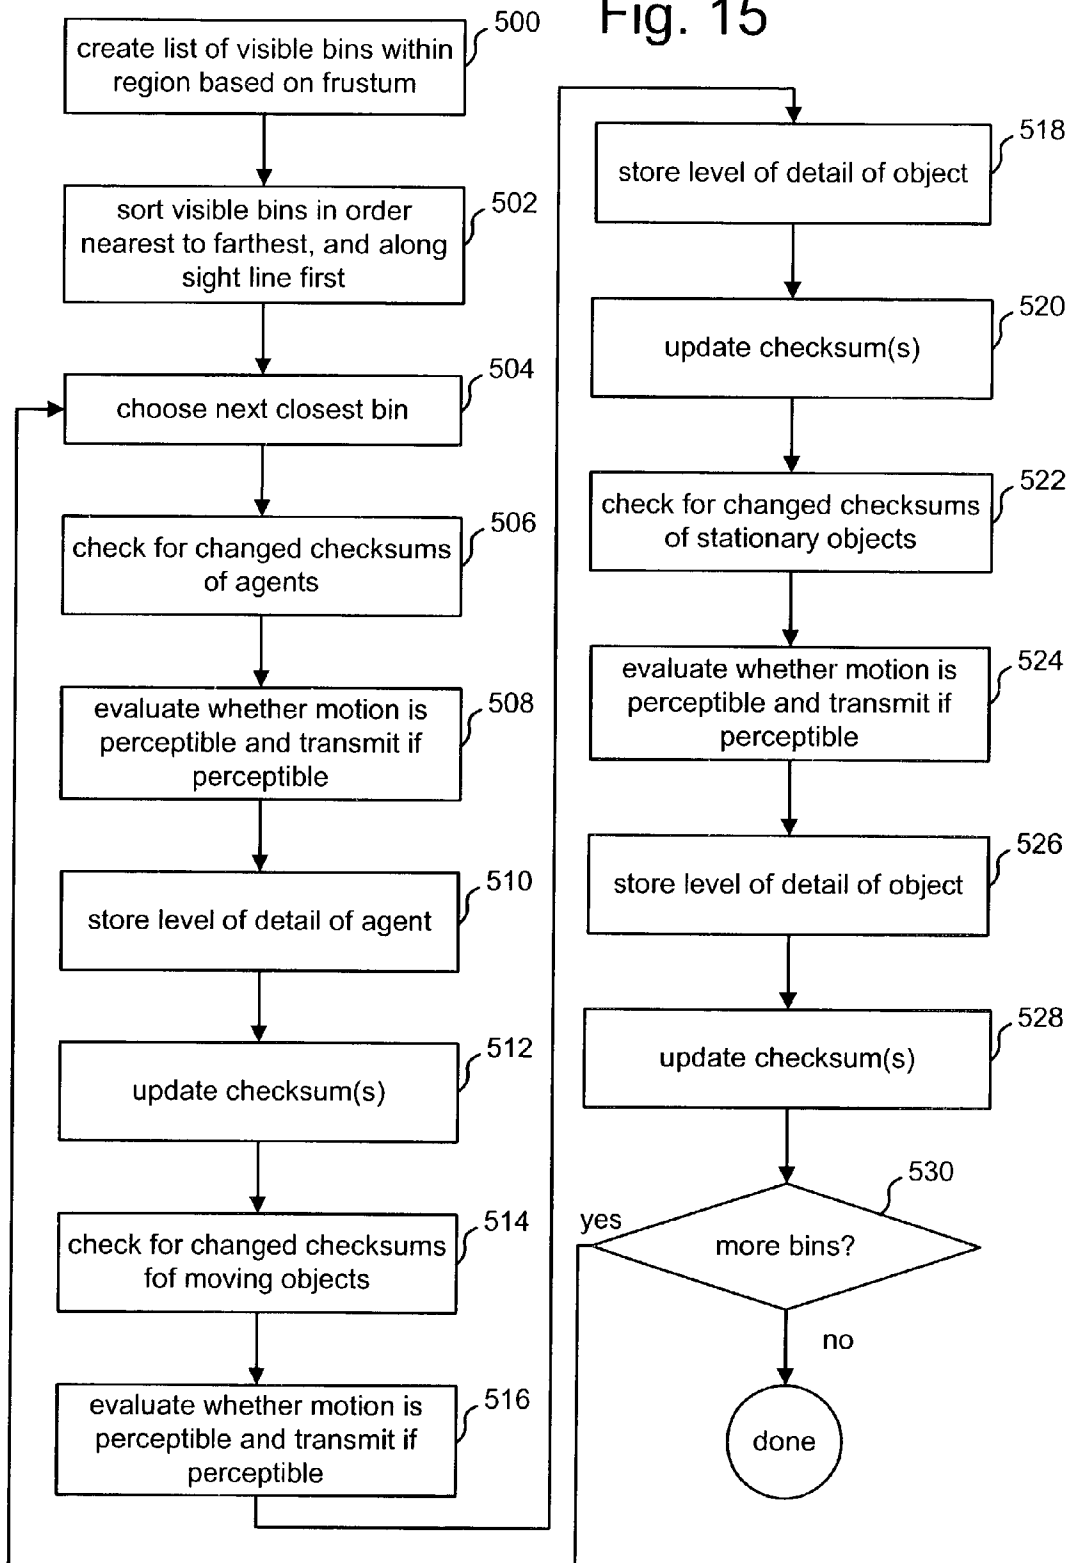 Fig. 15
500
create list of visible bins within
region based on frustum
502
sort visible bins in order
nearest to farthest, and along
sight line first
504
choose next closest bin
506
check for changed checksums
of agents
508
evaluate whether motion is
perceptible and transmit if
perceptible
510
store level of detail of agent
512
update checksum(s)
514
check for changed checksums
fof moving objects
516
evaluate whether motion is
perceptible and transmit if
perceptible
518
store level of detail of object
520
update checksum(s)
522
check for changed checksums
of stationary objects
524
evaluate whether motion is
perceptible and transmit if
perceptible
526
store level of detail of object
528
update checksum(s)
530
yes
more bins?
no
done